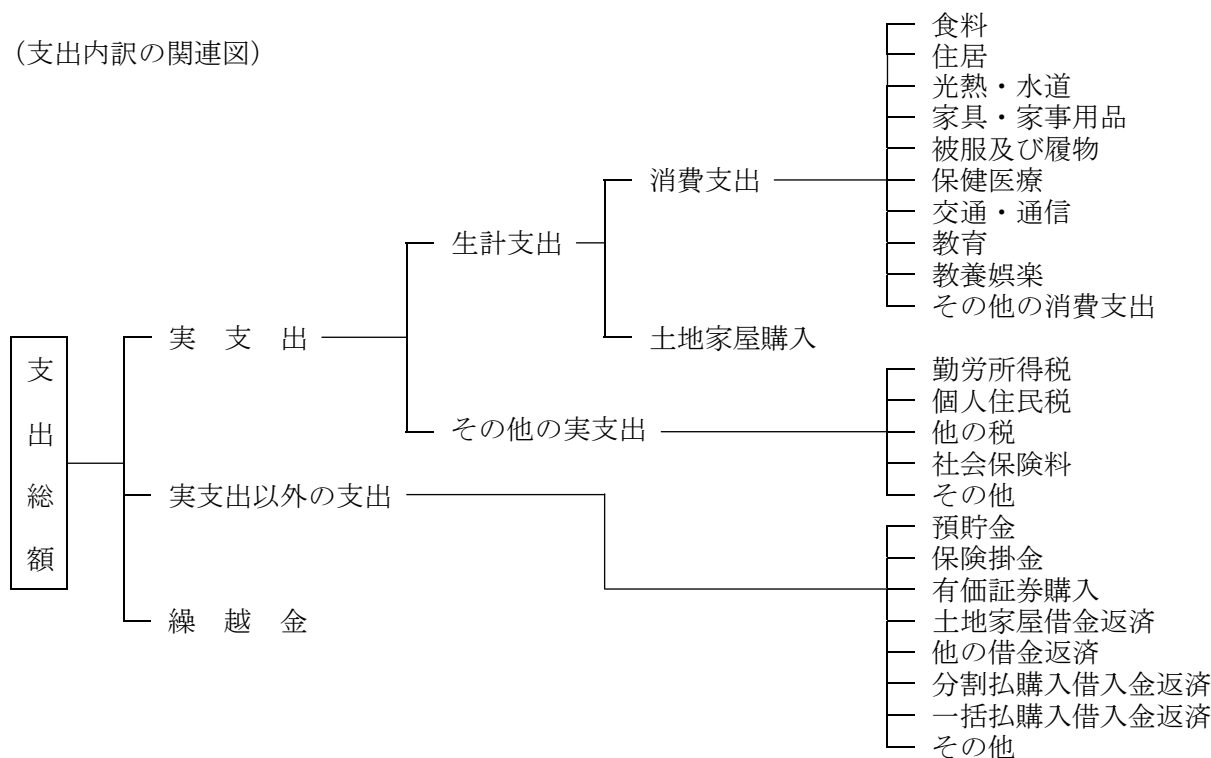 (支出内訳の関連図)
支出総額
実支出
生計支出
消費支出
食料
住居
光熱・水道
家具・家事用品
被服及び履物
保健医療
交通・通信
教育
教養娯楽
その他の消費支出
土地家屋購入
その他の実支出
勤労所得税
個人住民税
他の税
社会保険料
その他
実支出以外の支出
預貯金
保険掛金
有価証券購入
土地家屋借金返済
他の借金返済
分割払購入借入金返済
一括払購入借入金返済
その他
繰越金